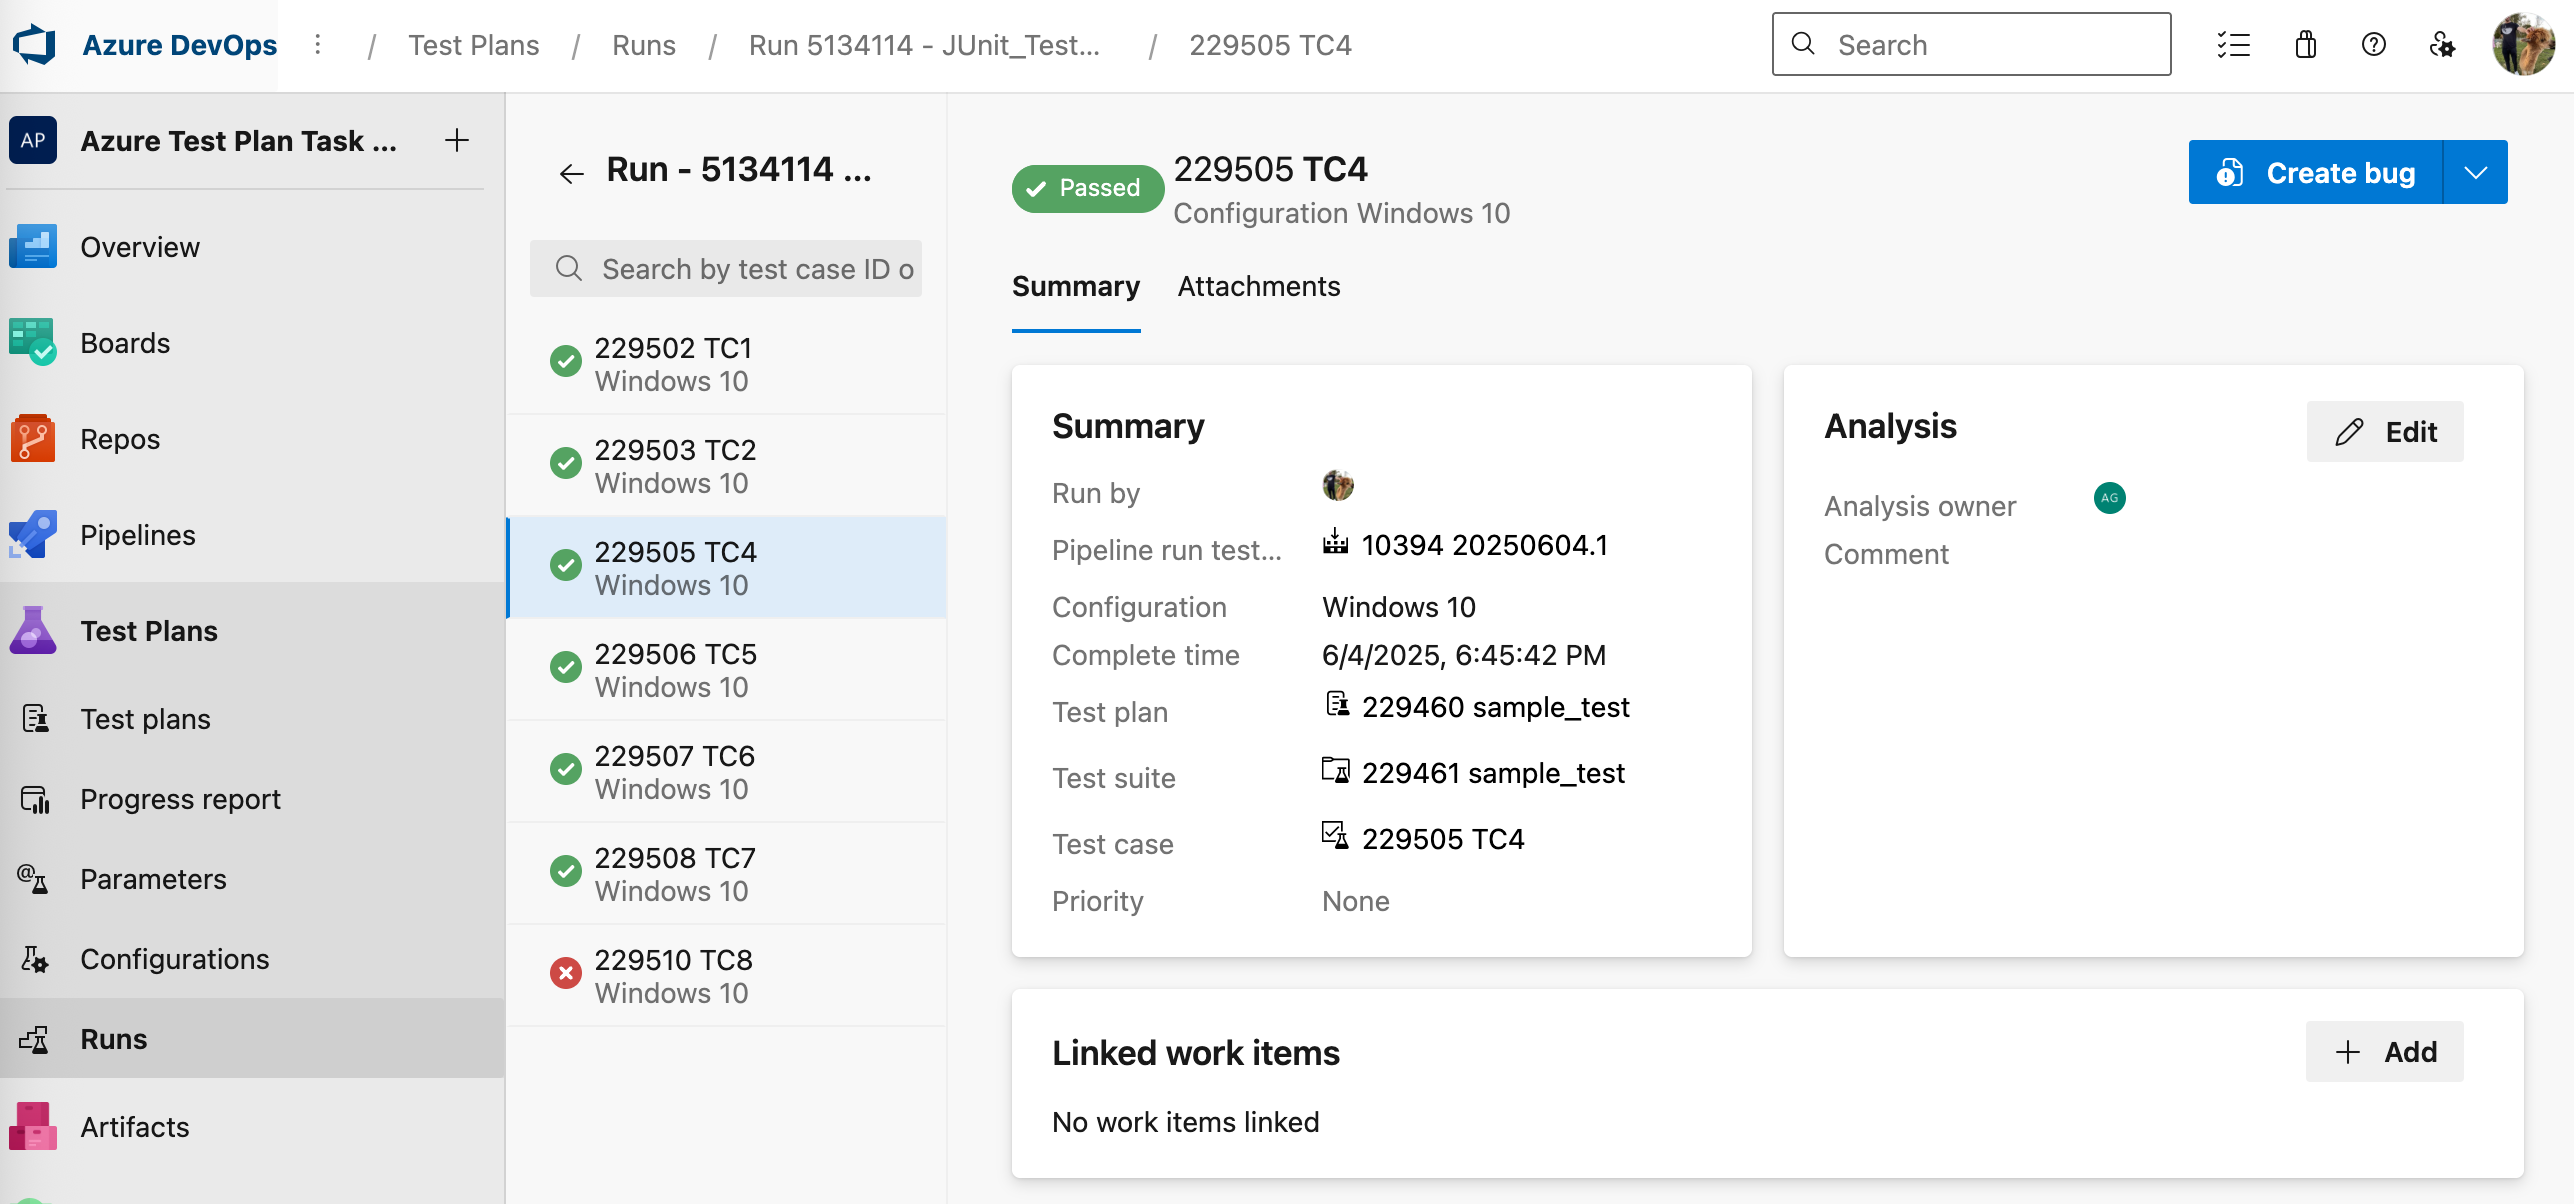 Azure DevOps
/ Test Plans / Runs / Run 5134114 - JUnit_Test... / 229505 TC4
Search
AP
Azure Test Plan Task ...
Overview
Boards
Repos
Pipelines
Test Plans
Test plans
Progress report
Parameters
Configurations
Runs
Artifacts
Run - 5134114 ...
Search by test case ID o
229502 TC1
Windows 10
229503 TC2
Windows 10
229505 TC4
Windows 10
229506 TC5
Windows 10
229507 TC6
Windows 10
229508 TC7
Windows 10
229510 TC8
Windows 10
Passed
229505 TC4
Configuration Windows 10
Create bug
Summary
Attachments
Summary
Run by
Pipeline run test... 10394 20250604.1
Configuration Windows 10
Complete time 6/4/2025, 6:45:42 PM
Test plan 229460 sample_test
Test suite 229461 sample_test
Test case 229505 TC4
Priority None
Analysis
Edit
Analysis owner AG
Comment
Linked work items
Add
No work items linked